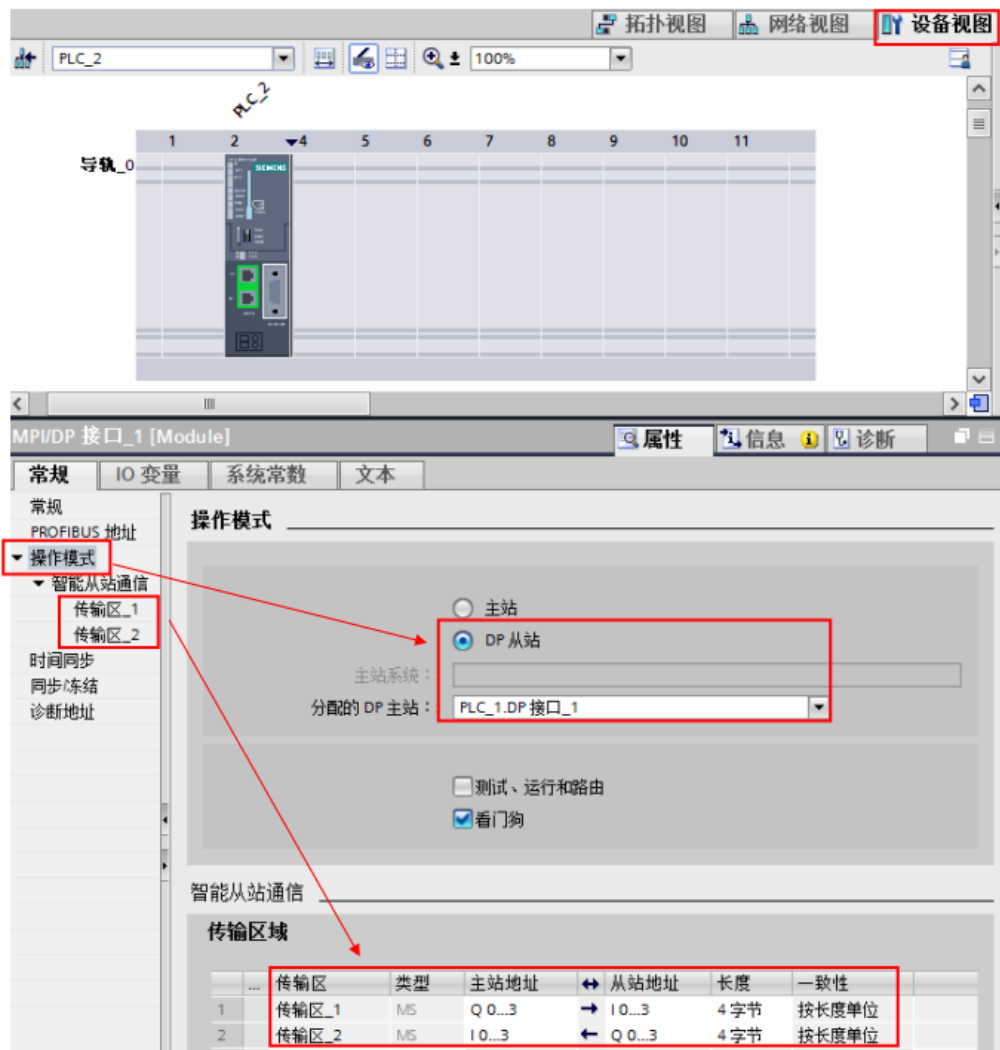 拓扑视图 网络视图 设备视图
PLC_2 100%
PLC_2
1 2 4 5 6 7 8 9 10 11
导轨_0
SIEMENS
MPI/DP 接口_1 [Module] 属性 信息 诊断
常规 IO 变量 系统常数 文本
常规
PROFIBUS 地址
操作模式
智能从站通信
传输区_1
传输区_2
时间同步
同步/冻结
诊断地址
操作模式
主站
DP 从站
主站系统：
分配的 DP 主站： PLC_1.DP 接口_1
测试、运行和路由
看门狗
智能从站通信
传输区域
... 传输区 类型 主站地址 ↔ 从站地址 长度 一致性
1 传输区_1 MS Q 0...3 → I 0...3 4 字节 按长度单位
2 传输区_2 MS I 0...3 ← Q 0...3 4 字节 按长度单位